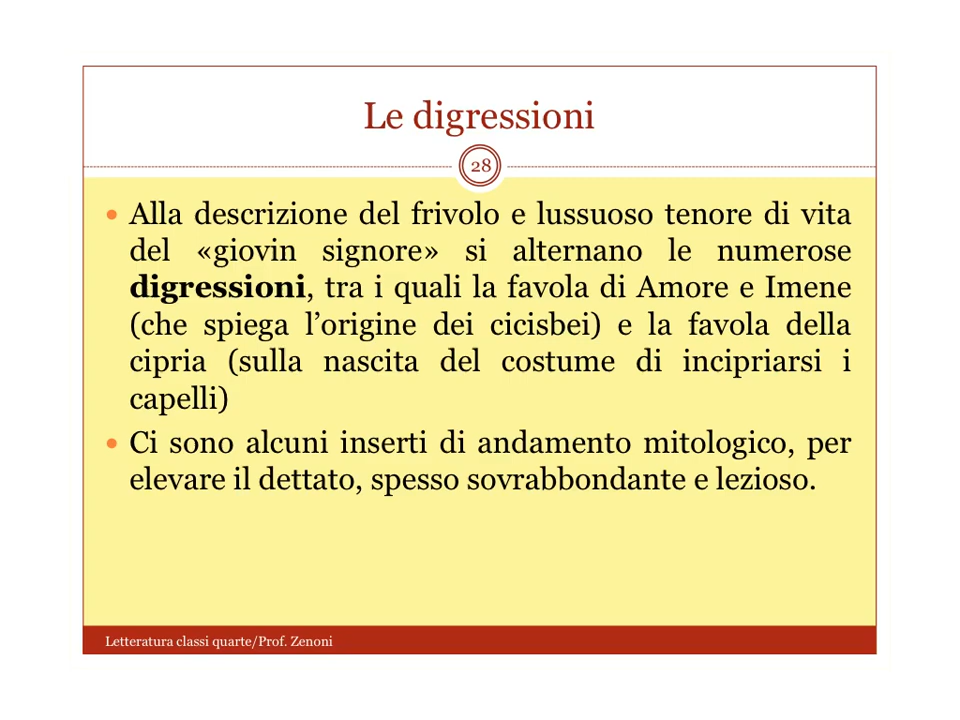 Le digressioni
28
• Alla descrizione del frivolo e lussuoso tenore di vita
del «giovin signore» si alternano le numerose
digressioni, tra i quali la favola di Amore e Imene
(che spiega l’origine dei cicisbei) e la favola della
cipria (sulla nascita del costume di incipriarsi i
capelli)
• Ci sono alcuni inserti di andamento mitologico, per
elevare il dettato, spesso sovrabbondante e lezioso.
Letteratura classi quarte/Prof. Zenoni